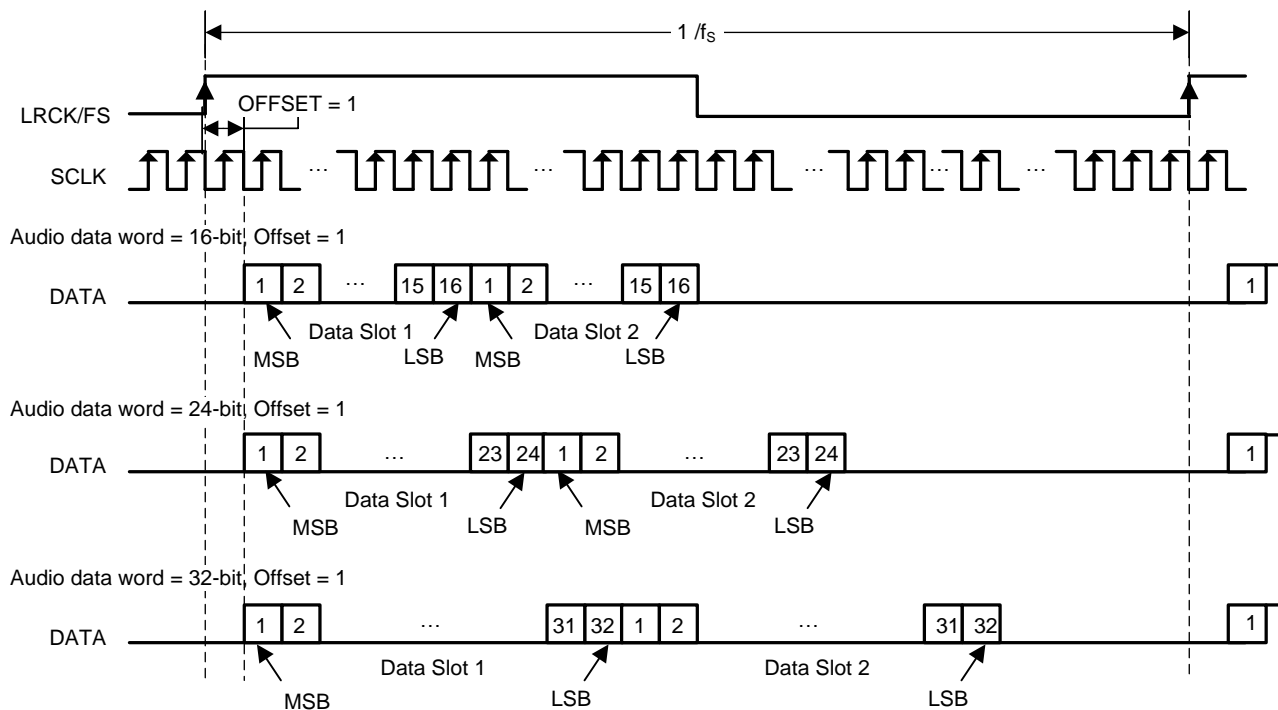 1 /fS
LRCK/FS
OFFSET = 1
SCLK
... ... ... ... ...
Audio data word = 16-bit, Offset = 1
DATA
1 2 ... 15 16 1 2 ... 15 16 1
Data Slot 1 Data Slot 2
MSB LSB MSB LSB
Audio data word = 24-bit, Offset = 1
DATA
1 2 ... 23 24 1 2 ... 23 24 1
Data Slot 1 Data Slot 2
MSB LSB MSB LSB
Audio data word = 32-bit, Offset = 1
DATA
1 2 ... 31 32 1 2 ... 31 32 1
Data Slot 1 Data Slot 2
MSB LSB LSB